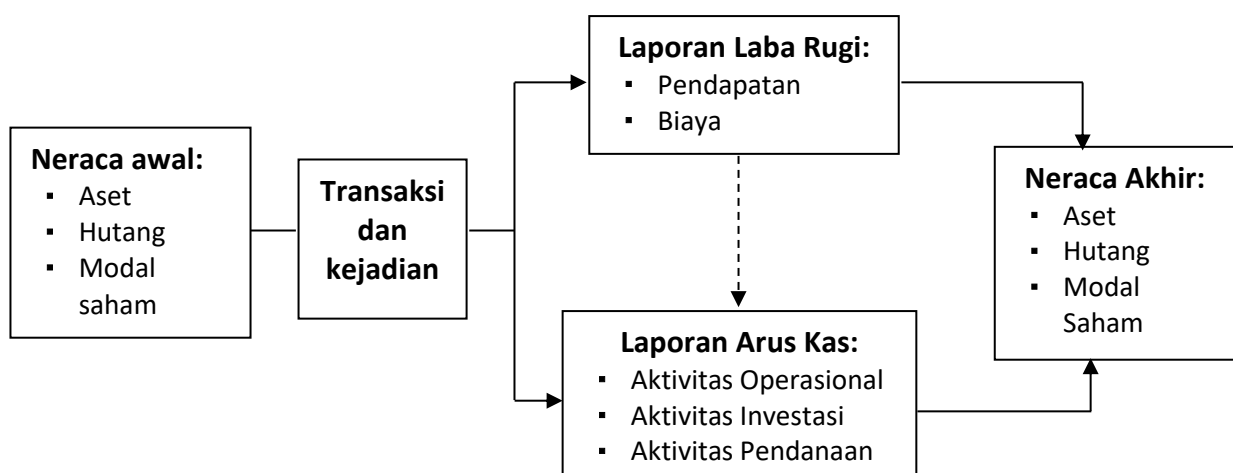 Neraca awal:
▪ Aset
▪ Hutang
▪ Modal
saham
Transaksi
dan
kejadian
Laporan Laba Rugi:
▪ Pendapatan
▪ Biaya
Laporan Arus Kas:
▪ Aktivitas Operasional
▪ Aktivitas Investasi
▪ Aktivitas Pendanaan
Neraca Akhir:
▪ Aset
▪ Hutang
▪ Modal
Saham